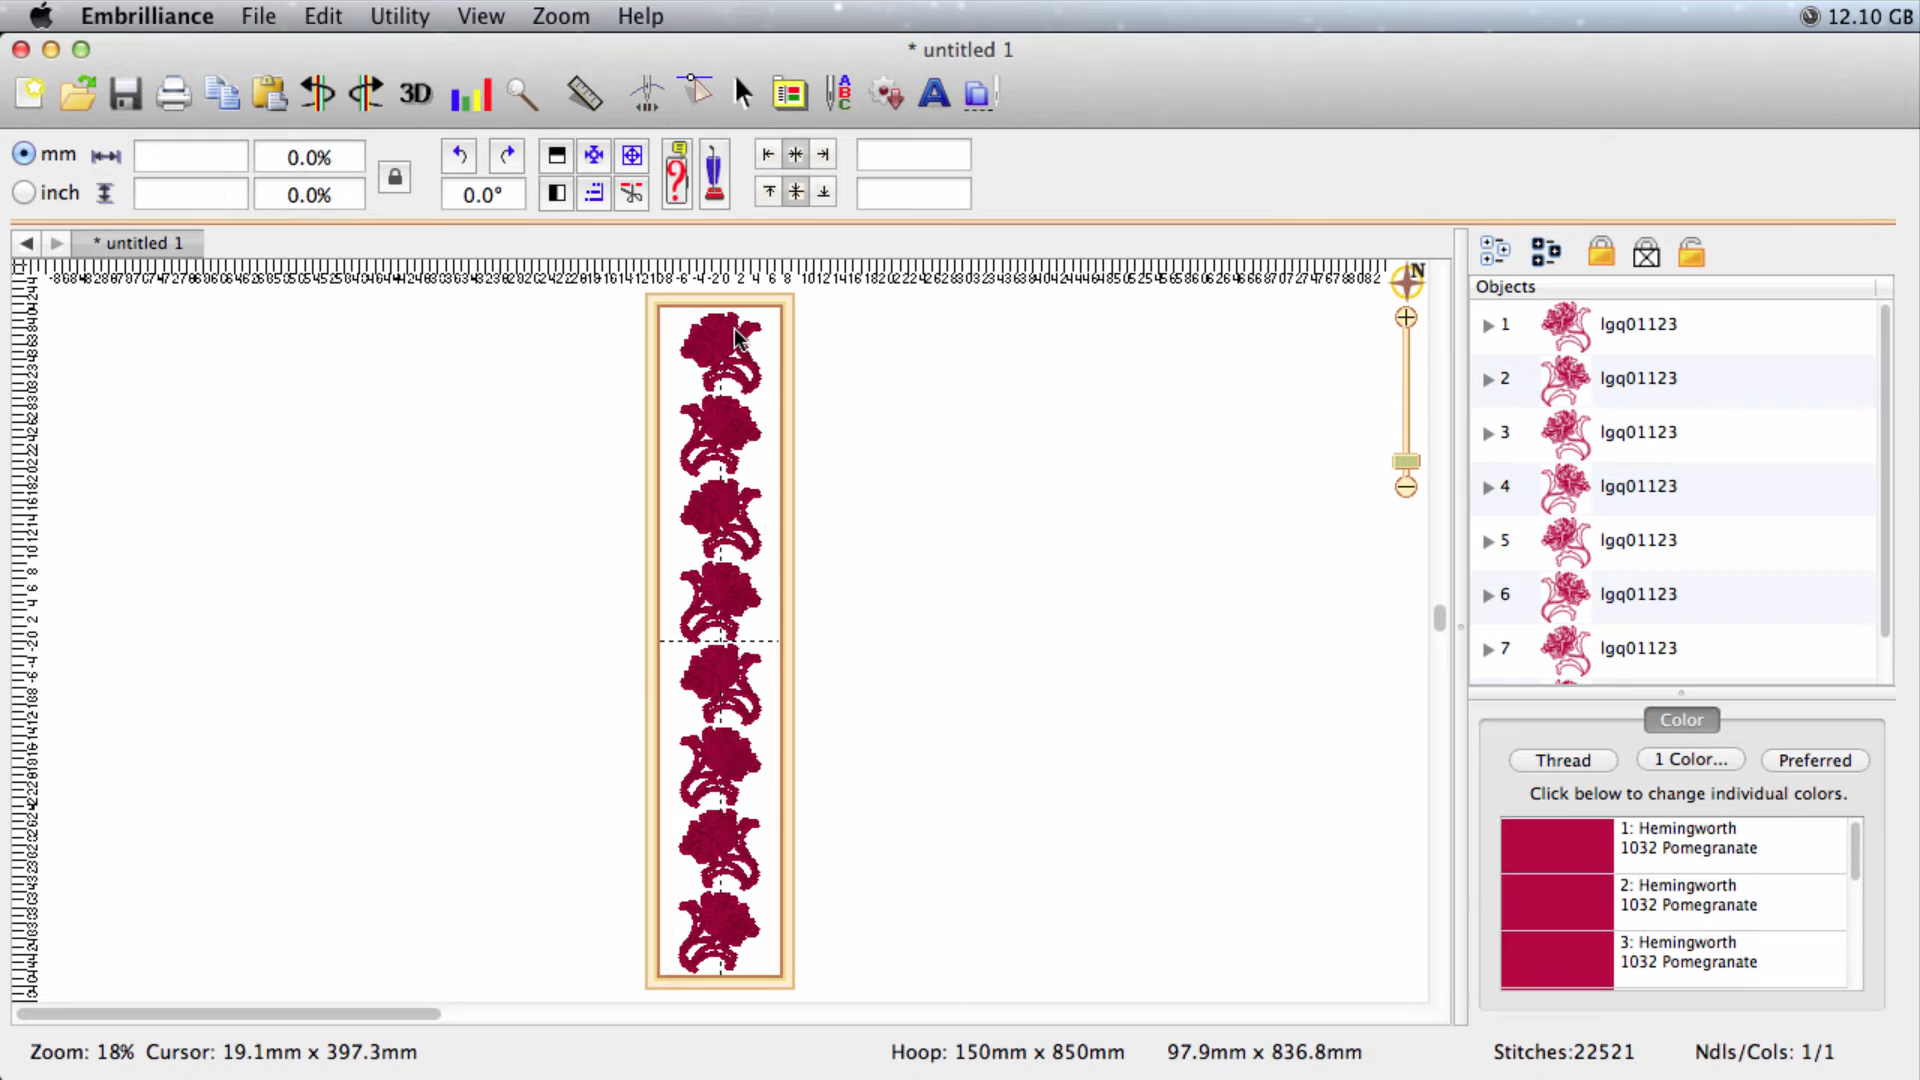 Embrilliance File Edit Utility View Zoom Help 12.10 GB
* untitled 1
3D ABC A
mm 0.0%
inch 0.0% 0.0°
* untitled 1
N
Objects
1 lgq01123
2 lgq01123
3 lgq01123
4 lgq01123
5 lgq01123
6 lgq01123
7 lgq01123
Color
Thread 1 Color... Preferred
Click below to change individual colors.
1: Hemingworth
1032 Pomegranate
2: Hemingworth
1032 Pomegranate
3: Hemingworth
1032 Pomegranate
Zoom: 18% Cursor: 19.1mm x 397.3mm Hoop: 150mm x 850mm 97.9mm x 836.8mm Stitches:22521 Ndls/Cols: 1/1